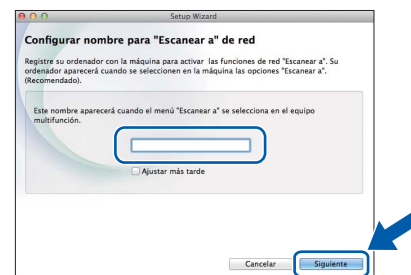 Setup Wizard
Configurar nombre para "Escanear a" de red
Registre su ordenador con la máquina para activar las funciones de red "Escanear a". Su
ordenador aparecerá cuando se seleccionen en la máquina las opciones "Escanear a".
(Recomendado).
Este nombre aparecerá cuando el menú "Escanear a" se selecciona en el equipo
multifunción.
Ajustar más tarde
Cancelar
Siguiente